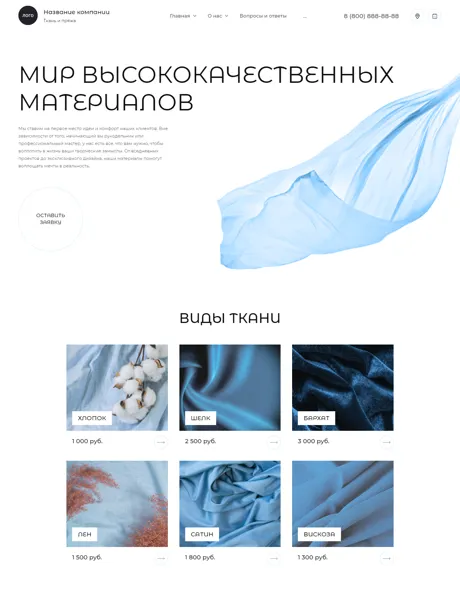 ЛОГО
Название компании
Ткань и пряжа
Главная
О нас
Вопросы и ответы
...
8 (800) 888-88-88
МИР ВЫСОКОКАЧЕСТВЕННЫХ
МАТЕРИАЛОВ
Мы ставим на первое место идеи и комфорт наших клиентов. Вне
зависимости от того, начинающий вы рукодельник или
профессиональный мастер, у нас есть все, что вам нужно, чтобы
воплотить в жизнь ваши творческие замыслы. От ежедневных
проектов до эксклюзивного дизайна, наши материалы помогут
воплощать мечты в реальность.
ОСТАВИТЬ
ЗАЯВКУ
ВИДЫ ТКАНИ
ХЛОПОК
ШЕЛК
БАРХАТ
1 000 руб.
2 500 руб.
3 000 руб.
ЛЕН
САТИН
ВИСКОЗА
1 500 руб.
1 800 руб.
1 300 руб.